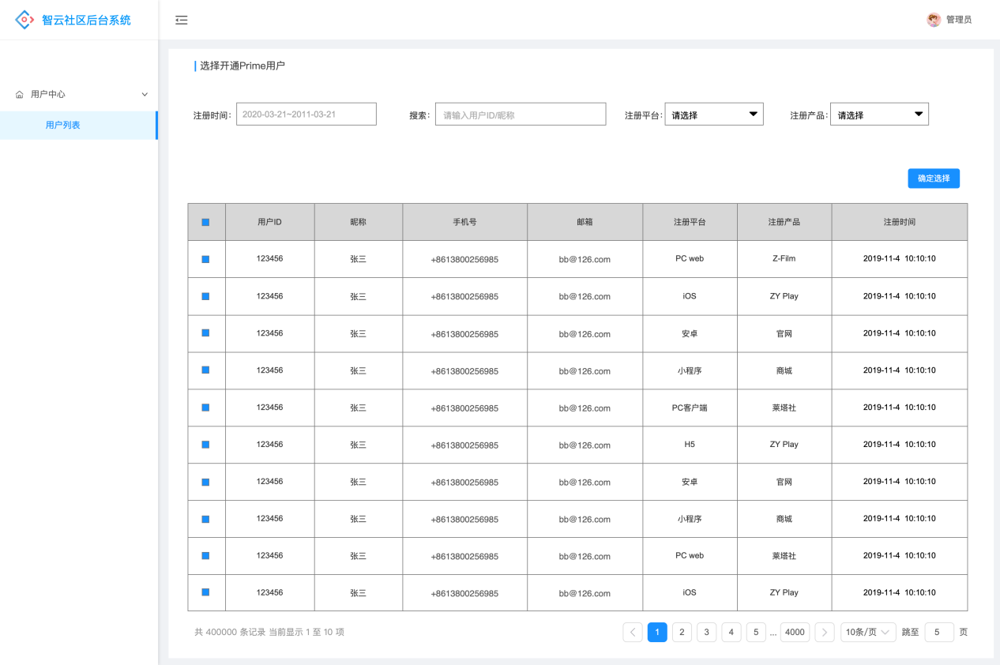 智云社区后台系统
管理员
用户中心
用户列表
选择开通Prime用户
注册时间: 2020-03-21~2011-03-21 搜索: 请输入用户ID/昵称 注册平台: 请选择 注册产品: 请选择
确定选择
用户ID 昵称 手机号 邮箱 注册平台 注册产品 注册时间
123456 张三 +8613800256985 bb@126.com PC web Z-Film 2019-11-4 10:10:10
123456 张三 +8613800256985 bb@126.com iOS ZY Play 2019-11-4 10:10:10
123456 张三 +8613800256985 bb@126.com 安卓 官网 2019-11-4 10:10:10
123456 张三 +8613800256985 bb@126.com 小程序 商城 2019-11-4 10:10:10
123456 张三 +8613800256985 bb@126.com PC客户端 莱塔社 2019-11-4 10:10:10
123456 张三 +8613800256985 bb@126.com H5 ZY Play 2019-11-4 10:10:10
123456 张三 +8613800256985 bb@126.com 安卓 官网 2019-11-4 10:10:10
123456 张三 +8613800256985 bb@126.com 小程序 商城 2019-11-4 10:10:10
123456 张三 +8613800256985 bb@126.com PC web 莱塔社 2019-11-4 10:10:10
123456 张三 +8613800256985 bb@126.com iOS ZY Play 2019-11-4 10:10:10
共 400000 条记录 当前显示 1 至 10 项 1 2 3 4 5 ... 4000 10条/页 跳至 5 页